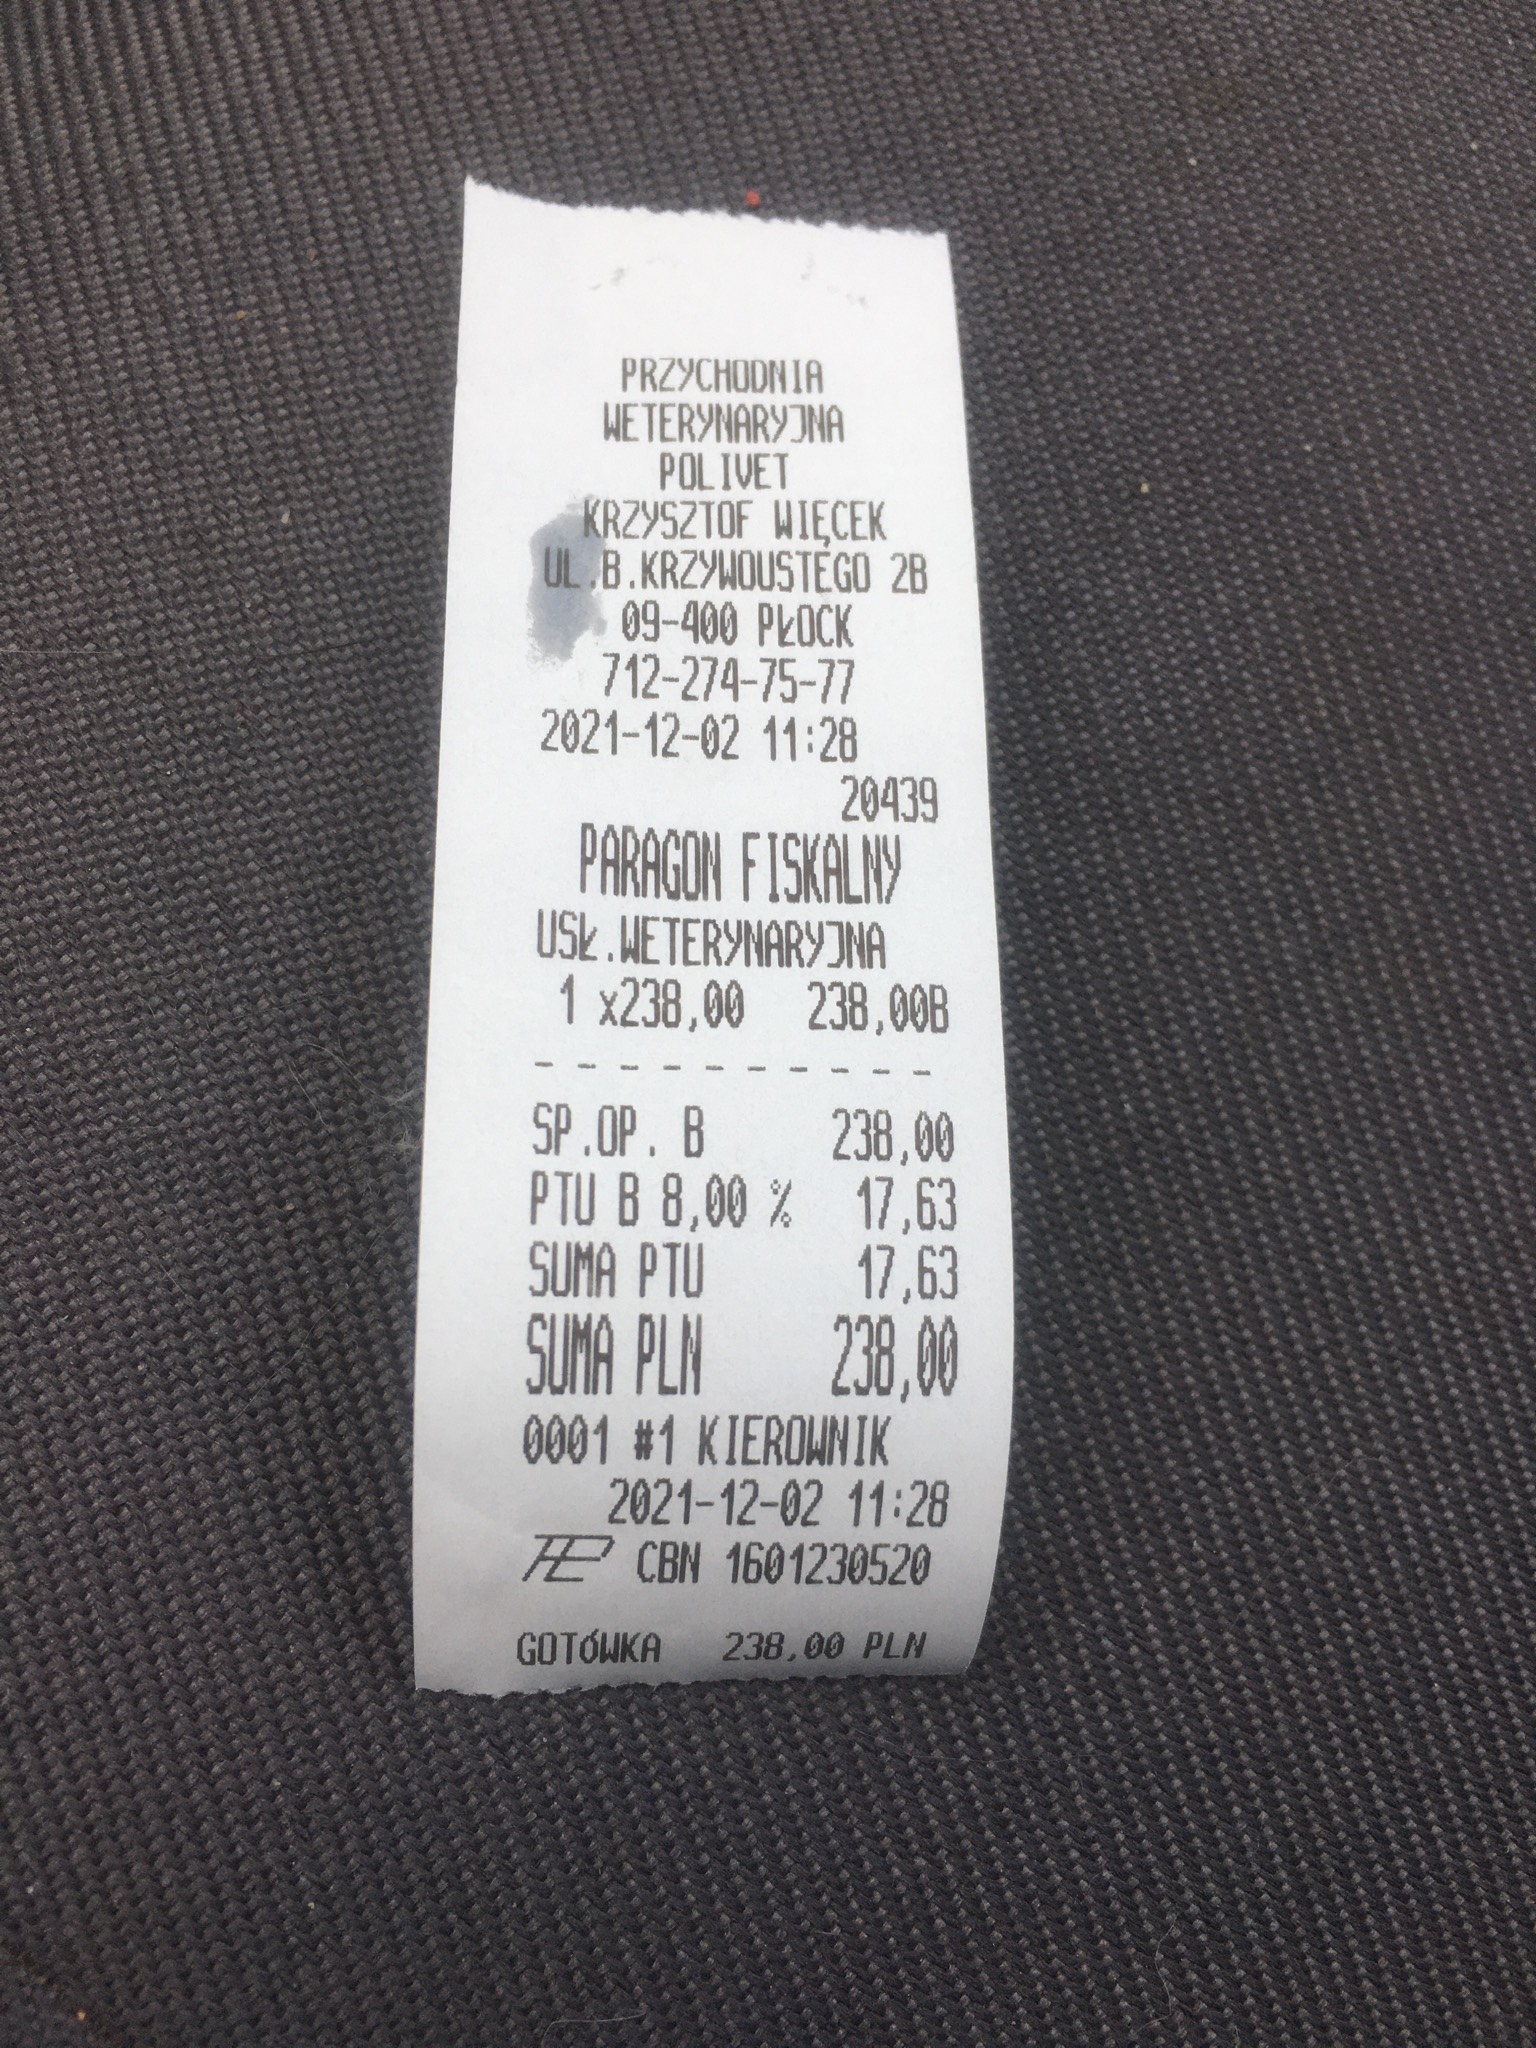 PRZYCHODNIA
WETERYNARYJNA
POLIVET
KRZYSZTOF WIĘCEK
UL.B.KRZYWOUSTEGO 2B
09-400 PŁOCK
712-274-75-77
2021-12-02 11:28
20439
PARAGON FISKALNY
USŁ.WETERYNARYJNA
1 x238,00 238,00B
- - - - - - - - - -
SP.OP. B 238,00
PTU B 8,00 % 17,63
SUMA PTU 17,63
SUMA PLN 238,00
0001 #1 KIEROWNIK
2021-12-02 11:28
CBN 1601230520
GOTÓWKA 238,00 PLN